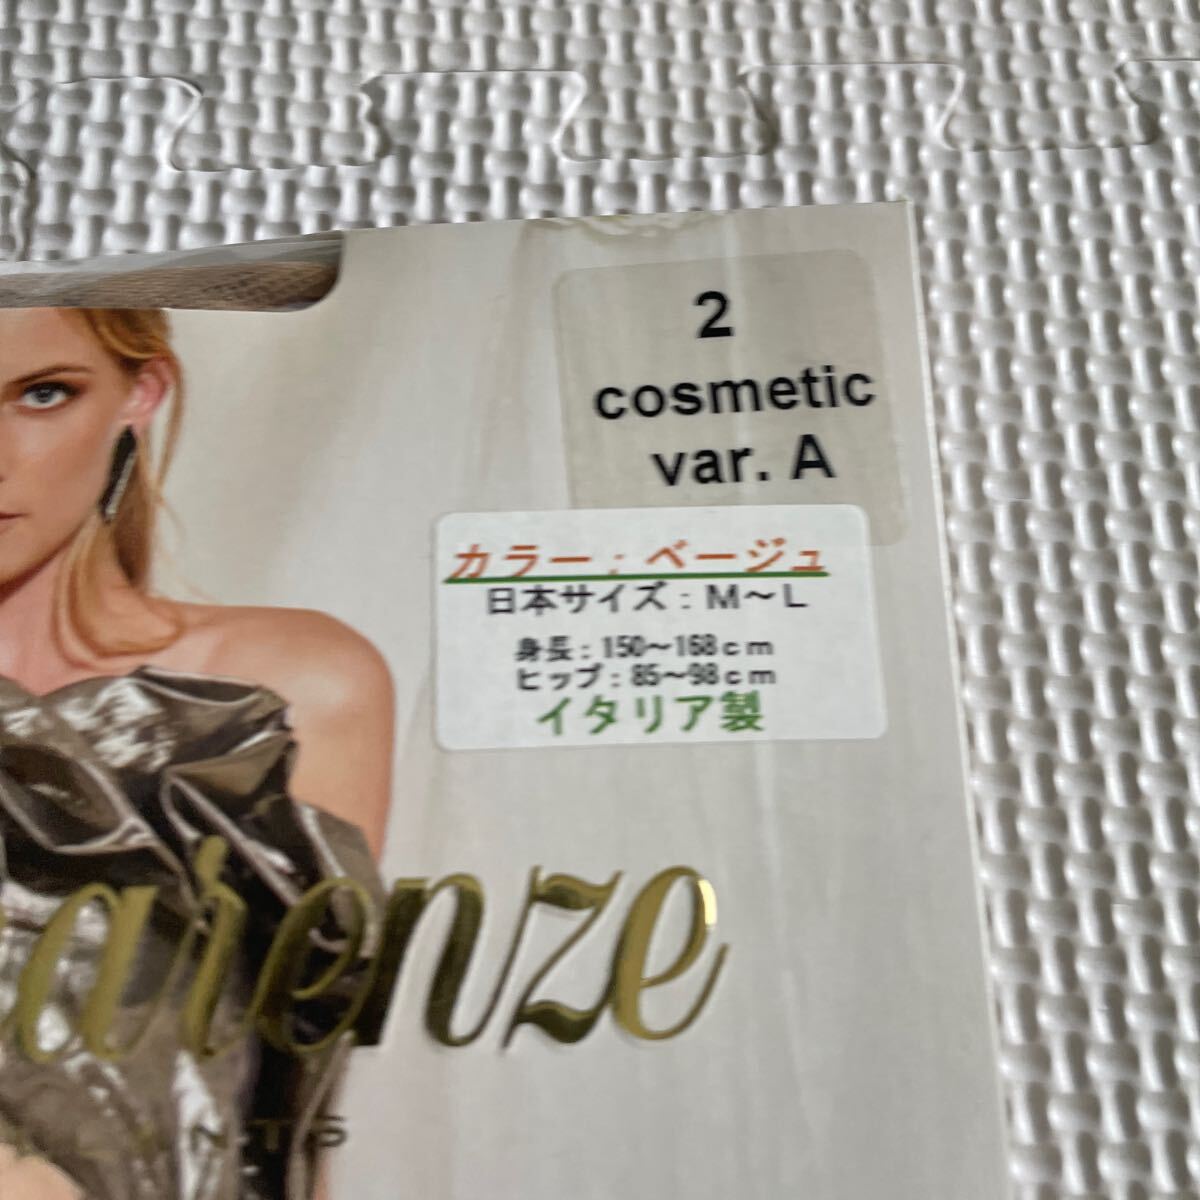 2
cosmetic
var. A
カラー：ベージュ
日本サイズ：M〜L
身長：150〜168cm
ヒップ：85〜98cm
イタリア製